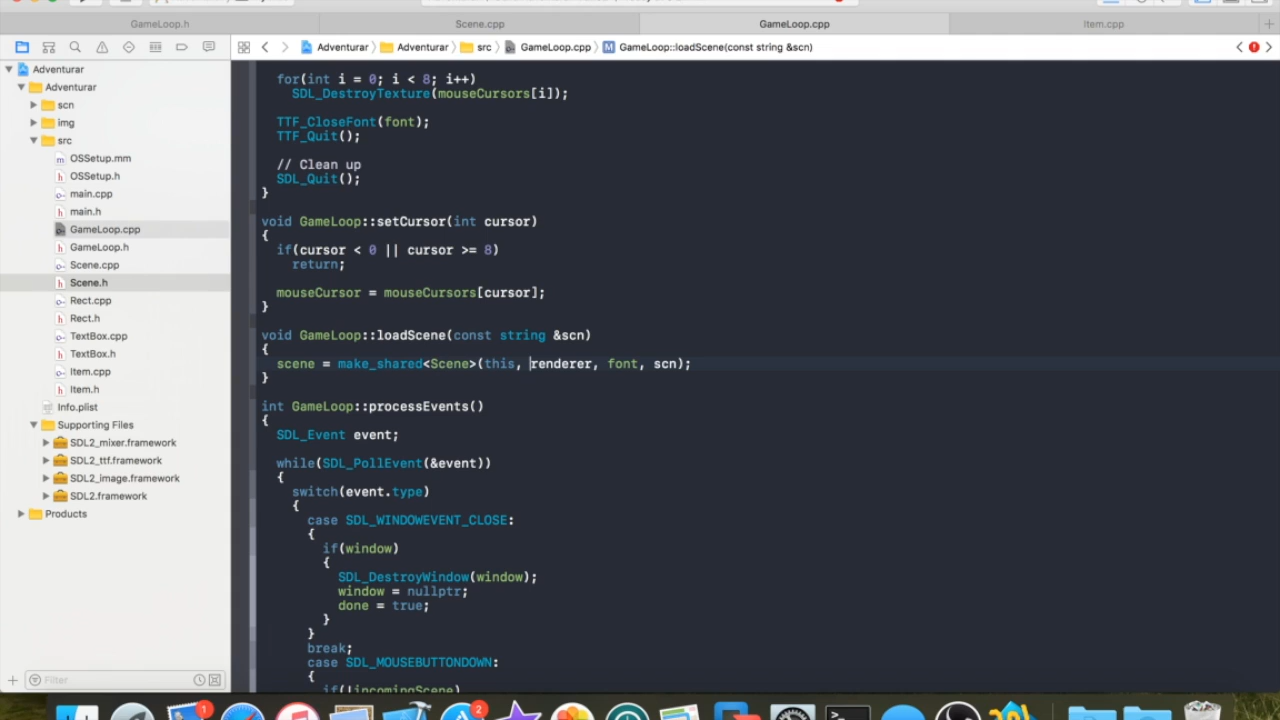 GameLoop.h
Scene.cpp
GameLoop.cpp
Item.cpp
Adventurar
Adventurar
src
GameLoop.cpp
GameLoop::loadScene(const string &scn)
Adventurar
Adventurar
scn
img
src
OSSetup.mm
OSSetup.h
main.cpp
main.h
GameLoop.cpp
GameLoop.h
Scene.cpp
Scene.h
Rect.cpp
Rect.h
TextBox.cpp
TextBox.h
Item.cpp
Item.h
Info.plist
Supporting Files
SDL2_mixer.framework
SDL2_ttf.framework
SDL2_image.framework
SDL2.framework
Products
Filter
for(int i = 0; i < 8; i++)
SDL_DestroyTexture(mouseCursors[i]);
TTF_CloseFont(font);
TTF_Quit();
// Clean up
SDL_Quit();
}
void GameLoop::setCursor(int cursor)
{
if(cursor < 0 || cursor >= 8)
return;
mouseCursor = mouseCursors[cursor];
}
void GameLoop::loadScene(const string &scn)
{
scene = make_shared<Scene>(this, renderer, font, scn);
}
int GameLoop::processEvents()
{
SDL_Event event;
while(SDL_PollEvent(&event))
{
switch(event.type)
{
case SDL_WINDOWEVENT_CLOSE:
{
if(window)
{
SDL_DestroyWindow(window);
window = nullptr;
done = true;
}
}
break;
case SDL_MOUSEBUTTONDOWN:
{
if(!incomingScene)
1
2